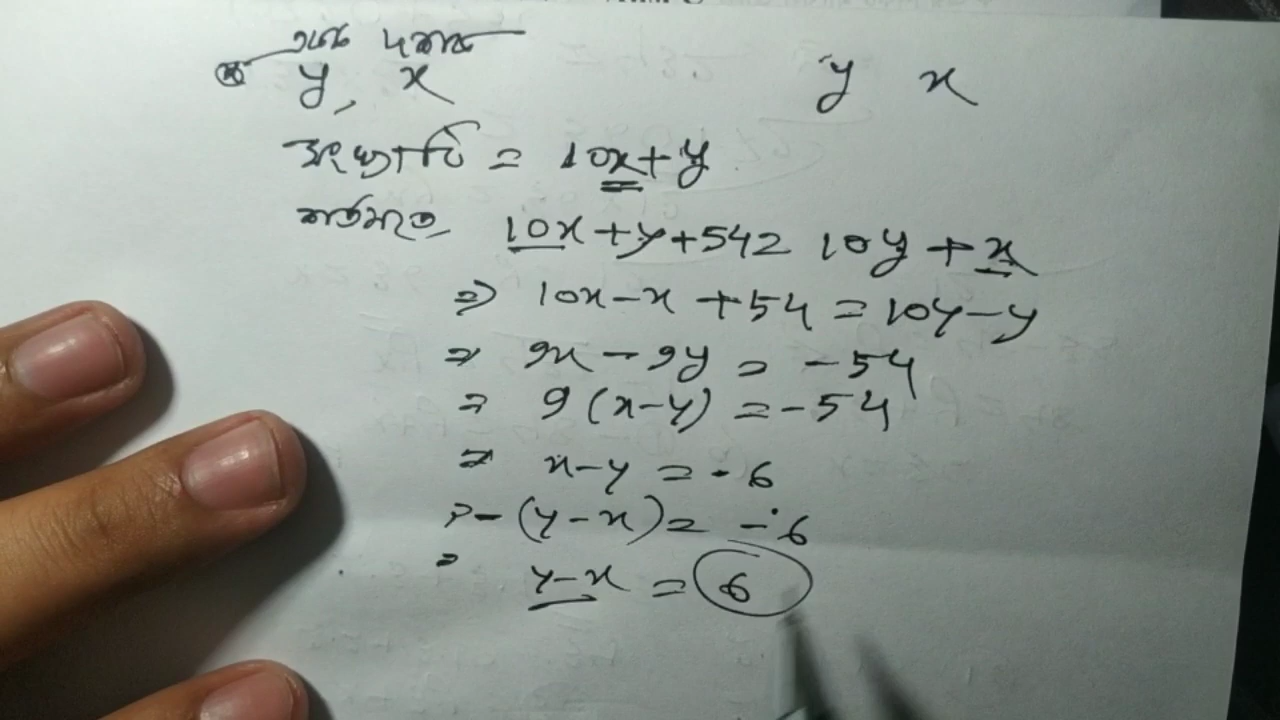 একক দশক
y, x y x
সংখ্যাটি = 10x+y
শর্তমতে, 10x+y+54= 10y+x
⇒ 10x-x +54 = 10y-y
⇒ 9x-9y = -54
⇒ 9(x-y) = -54
⇒ x-y = -6
⇒ -(y-x) = -6
⇒ y-x = 6